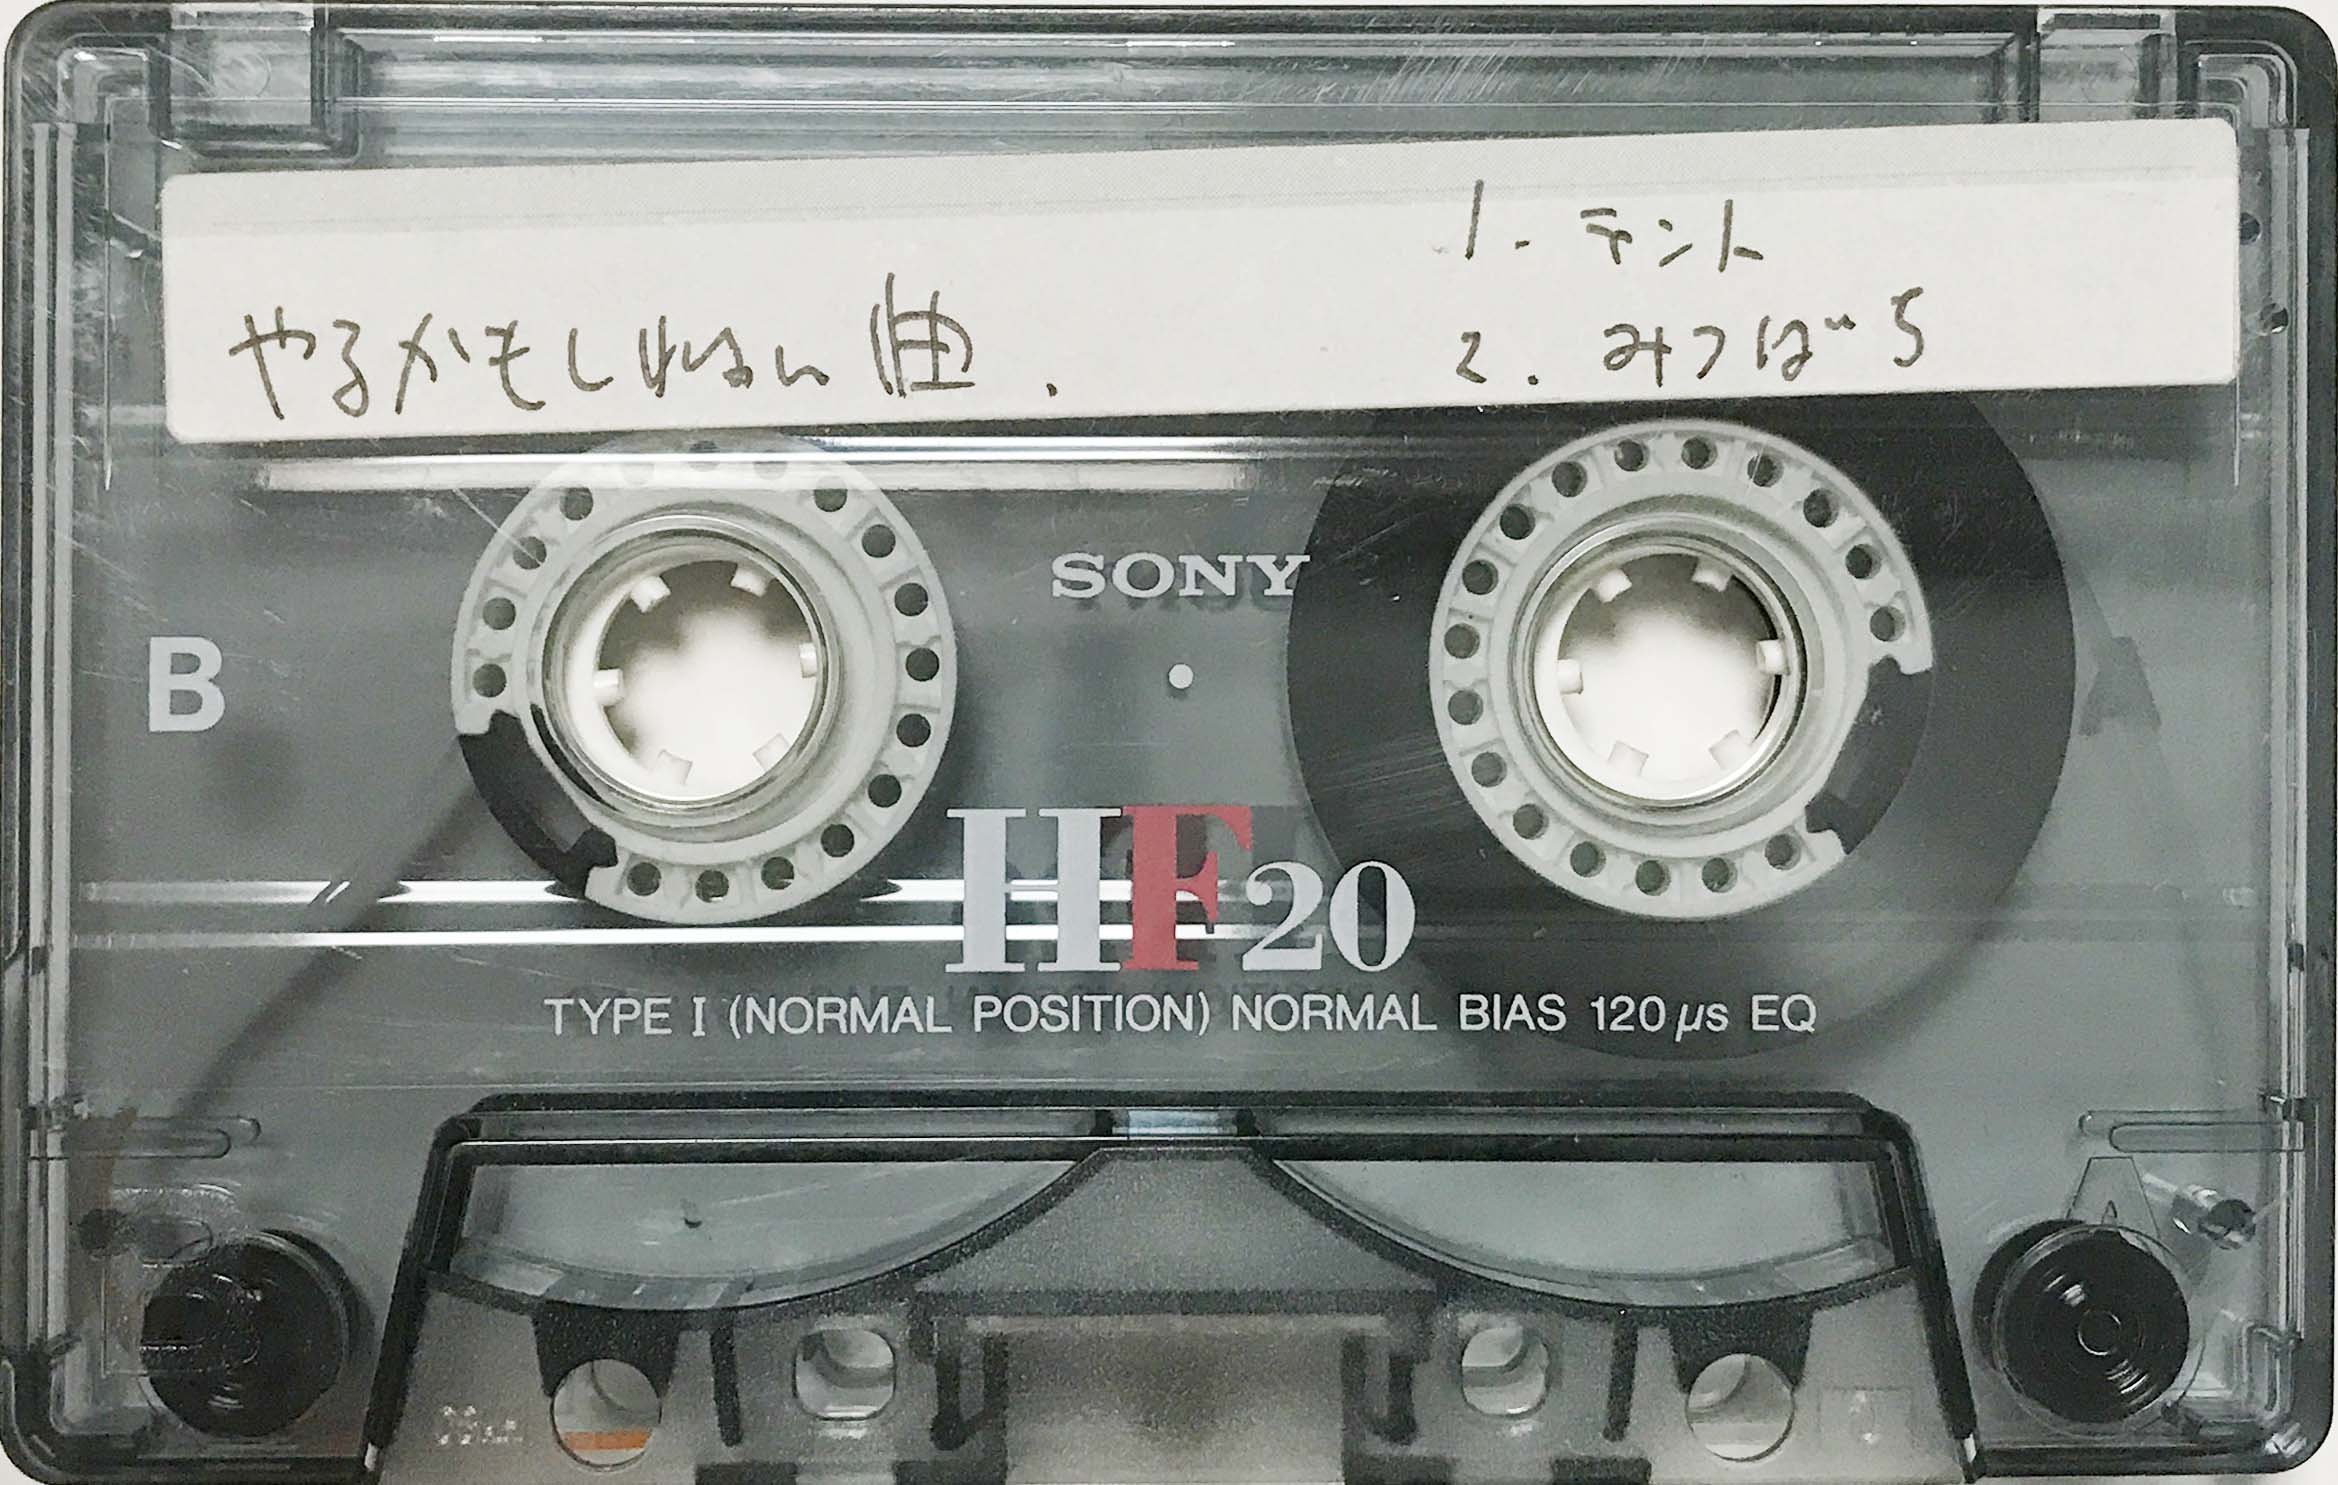 1. テント
やるかもしれない曲.
2. みつばち
SONY
B
HF20
TYPE I (NORMAL POSITION) NORMAL BIAS 120μs EQ